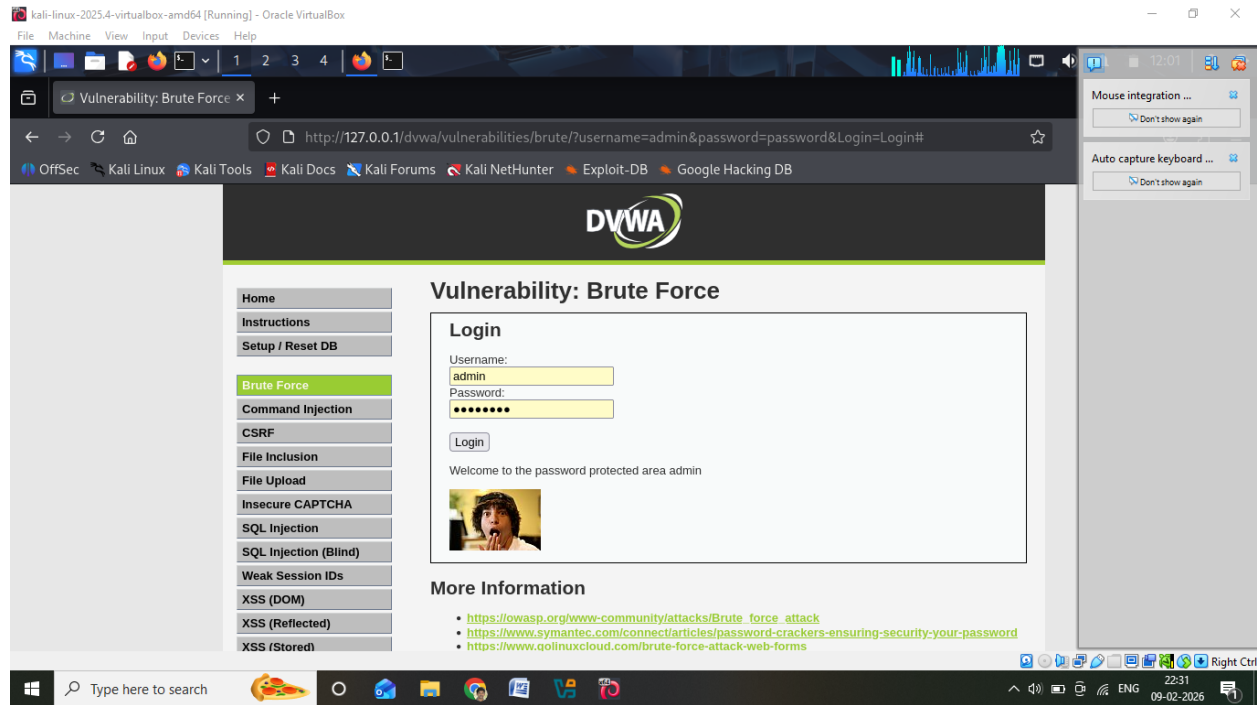 kali-linux-2025.4-virtualbox-amd64 [Running] - Oracle VirtualBox
File Machine View Input Devices Help
1 2 3 4
12:01
Vulnerability: Brute Force
Mouse integration ...
Don't show again
http://127.0.0.1/dvwa/vulnerabilities/brute/?username=admin&password=password&Login=Login#
Auto capture keyboard ...
Don't show again
OffSec Kali Linux Kali Tools Kali Docs Kali Forums Kali NetHunter Exploit-DB Google Hacking DB
DVWA
Home
Instructions
Setup / Reset DB
Brute Force
Command Injection
CSRF
File Inclusion
File Upload
Insecure CAPTCHA
SQL Injection
SQL Injection (Blind)
Weak Session IDs
XSS (DOM)
XSS (Reflected)
XSS (Stored)
Vulnerability: Brute Force
Login
Username:
admin
Password:
••••••••
Login
Welcome to the password protected area admin
More Information
https://owasp.org/www-community/attacks/Brute_force_attack
https://www.symantec.com/connect/articles/password-crackers-ensuring-security-your-password
https://www.golinuxcloud.com/brute-force-attack-web-forms
Right Ctrl
Type here to search
ENG
22:31
09-02-2026